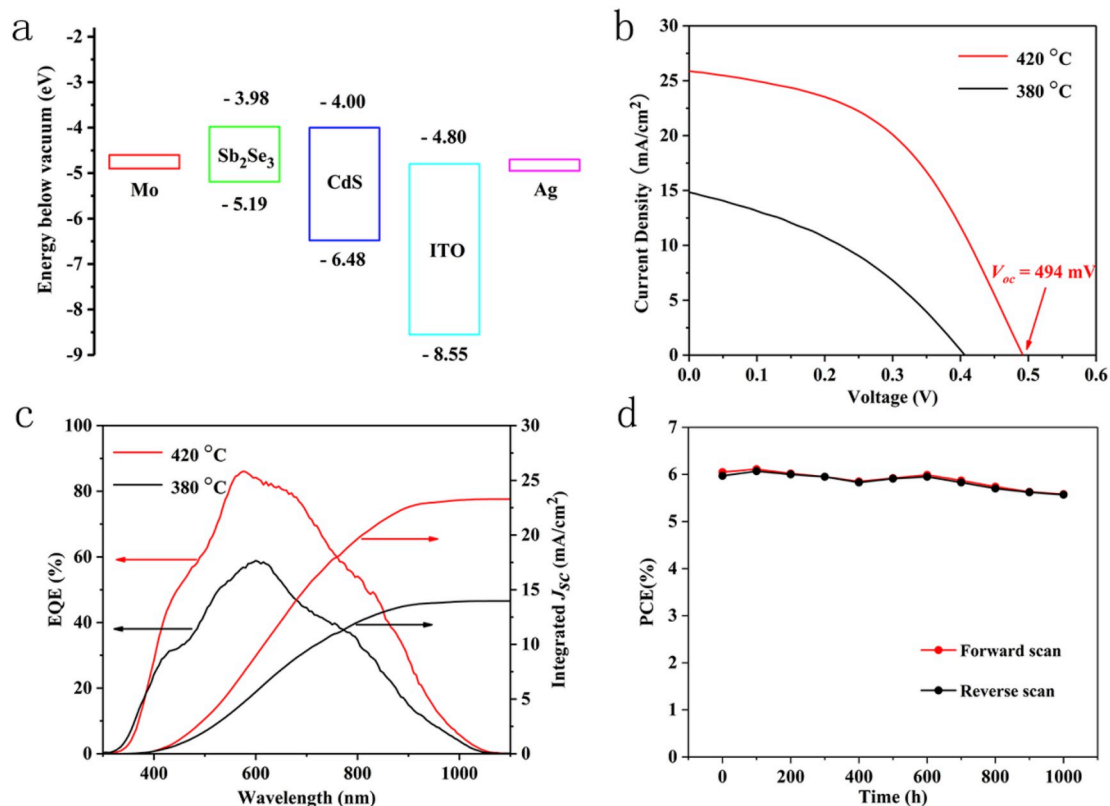 a
-2
-3
-4
-5
-6
-7
-8
-9
Energy below vacuum (eV)
Mo
- 3.98
Sb₂Se₃
- 5.19
- 4.00
CdS
- 6.48
- 4.80
ITO
- 8.55
Ag
b
30
25
20
15
10
5
0
Current Density (mA/cm²)
420 °C
380 °C
V_oc = 494 mV
0.0 0.1 0.2 0.3 0.4 0.5 0.6
Voltage (V)
c
100
80
60
40
20
0
EQE (%)
420 °C
380 °C
30
25
20
15
10
5
0
Integrated J_SC (mA/cm²)
400 600 800 1000
Wavelength (nm)
d
7
6
5
4
3
2
1
0
PCE(%)
Forward scan
Reverse scan
0 200 400 600 800 1000
Time (h)